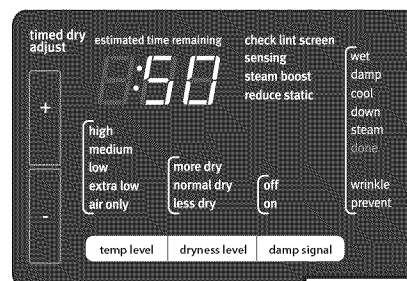 timed dry
adjust
estimated time remaining
:50
check lint screen
sensing
steam boost
reduce static
wet
damp
cool
down
steam
done
wrinkle
prevent
+
-
high
medium
low
extra low
air only
more dry
normal dry
less dry
off
on
temp level
dryness level
damp signal